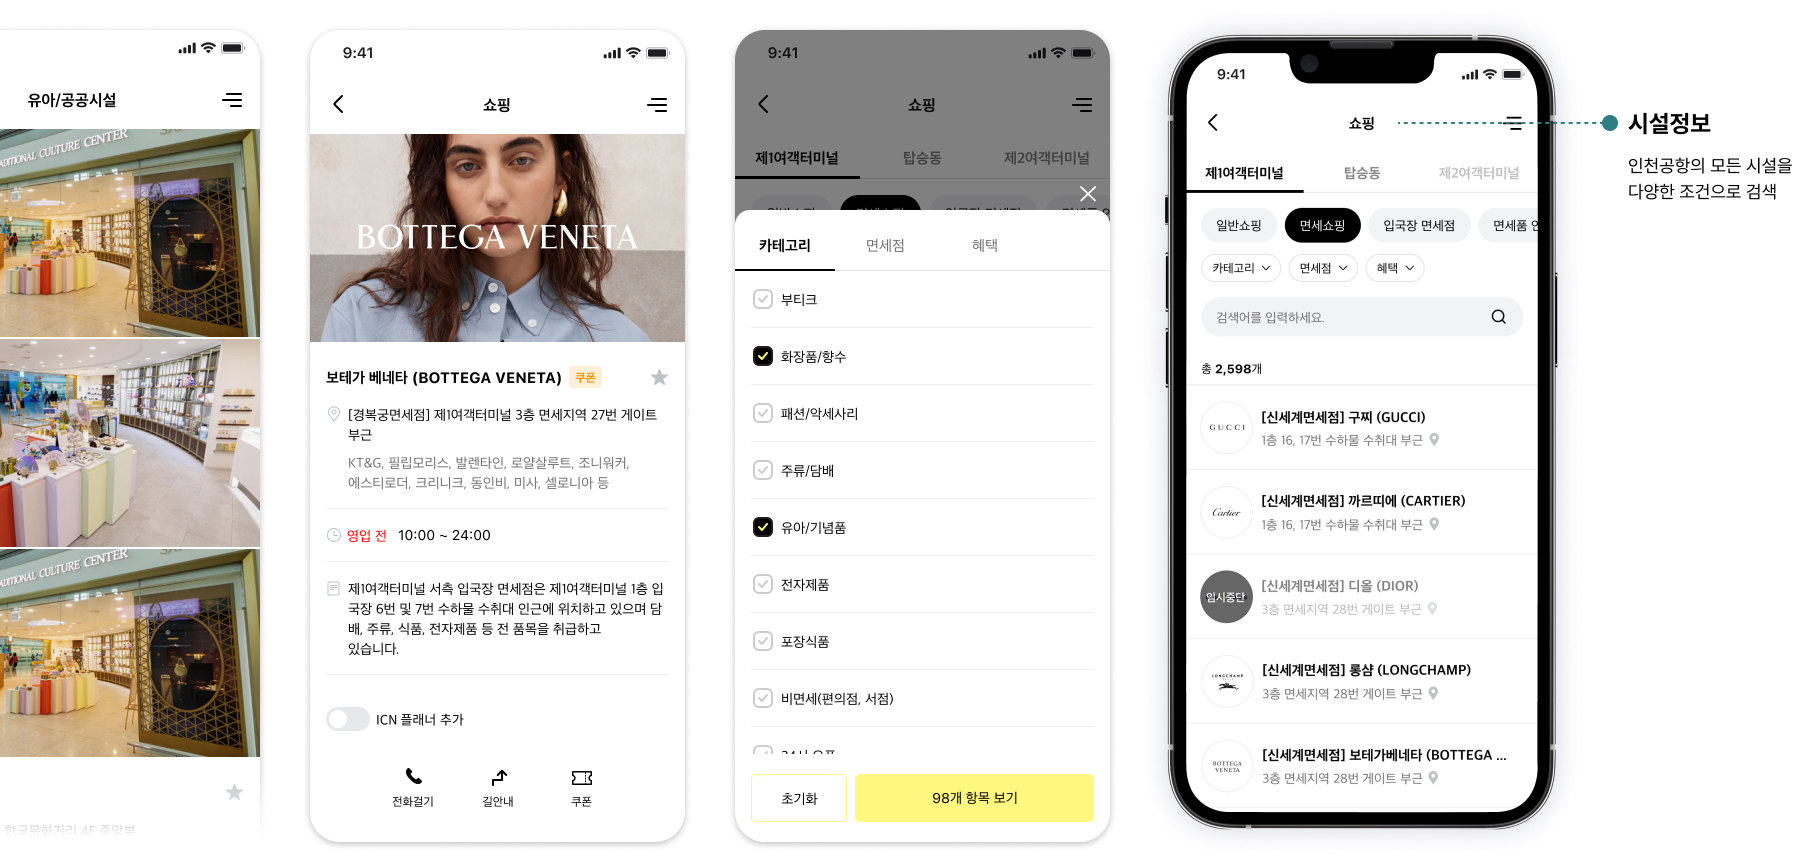 유아/공공시설
ADITIONAL CULTURE CENTER
ADITIONAL CULTURE CENTER
한국문화거리 4F 중앙부
9:41
쇼핑
BOTTEGA VENETA
보테가 베네타 (BOTTEGA VENETA) 쿠폰
[경복궁면세점] 제1여객터미널 3층 면세지역 27번 게이트
부근
KT&G, 필립모리스, 발렌타인, 로얄살루트, 조니워커,
에스티로더, 크리니크, 동인비, 미사, 셀로니아 등
영업 전 10:00 ~ 24:00
제1여객터미널 서측 입국장 면세점은 제1여객터미널 1층 입
국장 6번 및 7번 수하물 수취대 인근에 위치하고 있으며 담
배, 주류, 식품, 전자제품 등 전 품목을 취급하고
있습니다.
ICN 플래너 추가
전화걸기 길안내 쿠폰
9:41
쇼핑
제1여객터미널 탑승동 제2여객터미널
카테고리 면세점 혜택
부티크
화장품/향수
패션/악세사리
주류/담배
유아/기념품
전자제품
포장식품
비면세(편의점, 서점)
초기화 98개 항목 보기
9:41
쇼핑
제1여객터미널 탑승동 제2여객터미널
일반쇼핑 면세쇼핑 입국장 면세점 면세품 인
카테고리 면세점 혜택
검색어를 입력하세요.
총 2,598개
GUCCI
[신세계면세점] 구찌 (GUCCI)
1층 16, 17번 수하물 수취대 부근
Cartier
[신세계면세점] 까르띠에 (CARTIER)
1층 16, 17번 수하물 수취대 부근
임시중단
[신세계면세점] 디올 (DIOR)
3층 면세지역 28번 게이트 부근
LONGCHAMP
[신세계면세점] 롱샴 (LONGCHAMP)
3층 면세지역 28번 게이트 부근
BOTTEGA
VENETA
[신세계면세점] 보테가베네타 (BOTTEGA ...
3층 면세지역 28번 게이트 부근
시설정보
인천공항의 모든 시설을
다양한 조건으로 검색